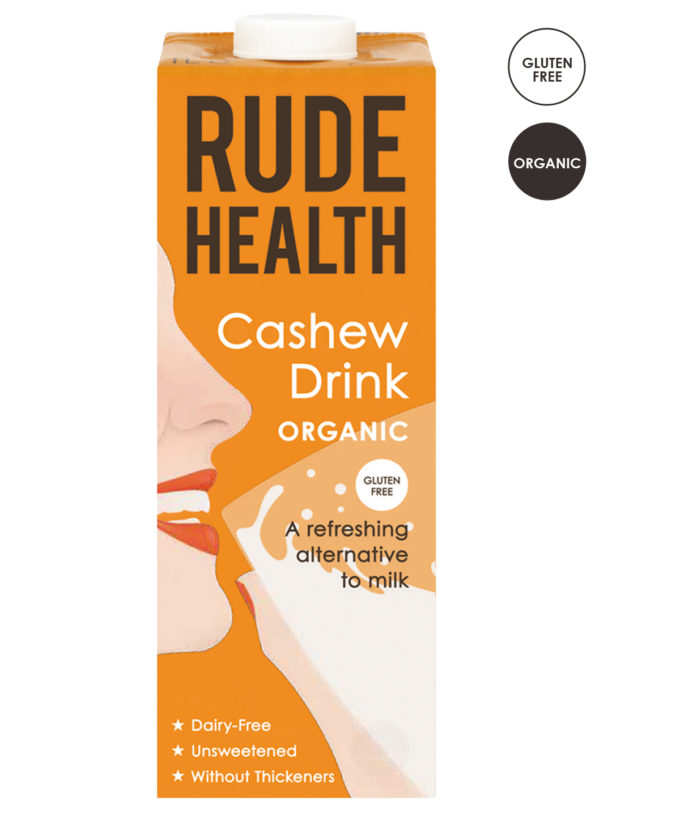 RUDE
HEALTH
Cashew
Drink
ORGANIC
GLUTEN
FREE
A refreshing
alternative
to milk
★ Dairy-Free
★ Unsweetened
★ Without Thickeners
GLUTEN
FREE
ORGANIC